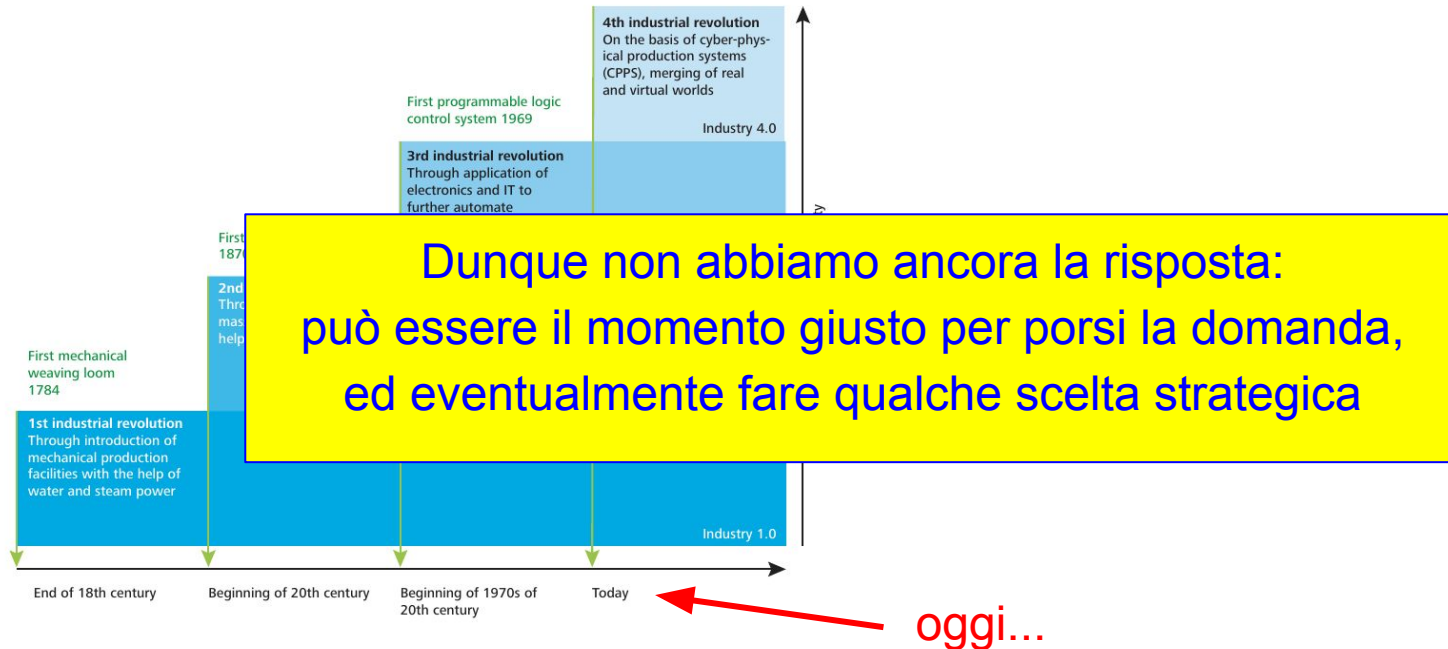 4th industrial revolution
On the basis of cyber-phys-
ical production systems
(CPPS), merging of real
and virtual worlds
Industry 4.0
First programmable logic
control system 1969
3rd industrial revolution
Through application of
electronics and IT to
further automate
First
2nd
help
Dunque non abbiamo ancora la risposta:
può essere il momento giusto per porsi la domanda,
ed eventualmente fare qualche scelta strategica
First mechanical
weaving loom
1784
1st industrial revolution
Through introduction of
mechanical production
facilities with the help of
water and steam power
Industry 1.0
End of 18th century
Beginning of 20th century
Beginning of 1970s of
20th century
Today
oggi...